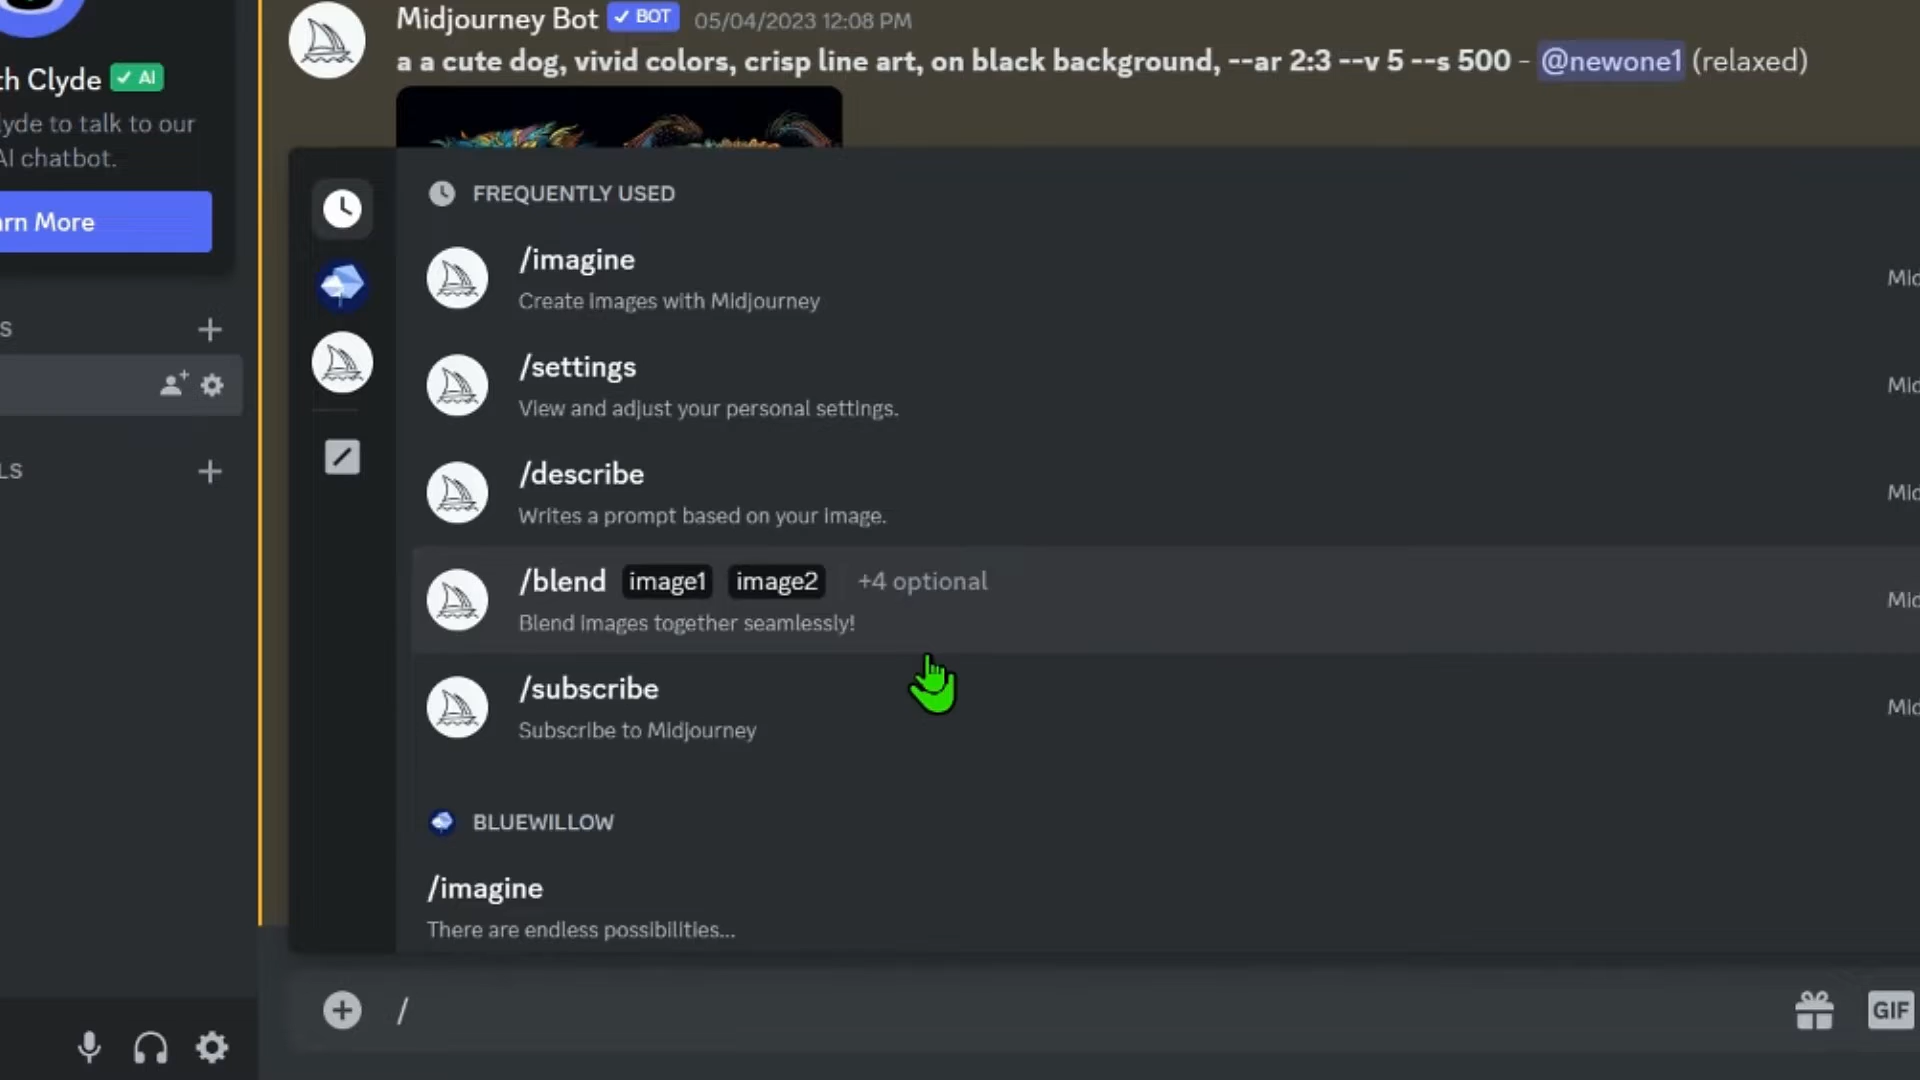 Midjourney Bot ✓ BOT 05/04/2023 12:08 PM
a a cute dog, vivid colors, crisp line art, on black background, --ar 2:3 --v 5 --s 500 - @newone1 (relaxed)
Clyde ✓ AI
to talk to our
AI chatbot.
More
FREQUENTLY USED
/imagine
Create images with Midjourney
/settings
View and adjust your personal settings.
/describe
Writes a prompt based on your image.
/blend image1 image2 +4 optional
Blend images together seamlessly!
/subscribe
Subscribe to Midjourney
BLUEWILLOW
/imagine
There are endless possibilities...
/
GIF